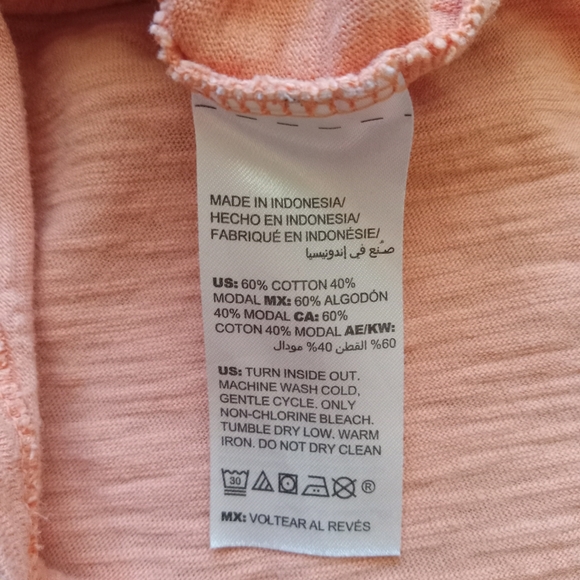 MADE IN INDONESIA/
HECHO EN INDONESIA/
FABRIQUÉ EN INDONÉSIE/
صُنع في إندونيسيا
US: 60% COTTON 40%
MODAL MX: 60% ALGODÓN
40% MODAL CA: 60%
COTON 40% MODAL AE/KW:
60% القطن 40% مودال
US: TURN INSIDE OUT.
MACHINE WASH COLD,
GENTLE CYCLE. ONLY
NON-CHLORINE BLEACH.
TUMBLE DRY LOW. WARM
IRON. DO NOT DRY CLEAN
30 ®
MX: VOLTEAR AL REVÉS